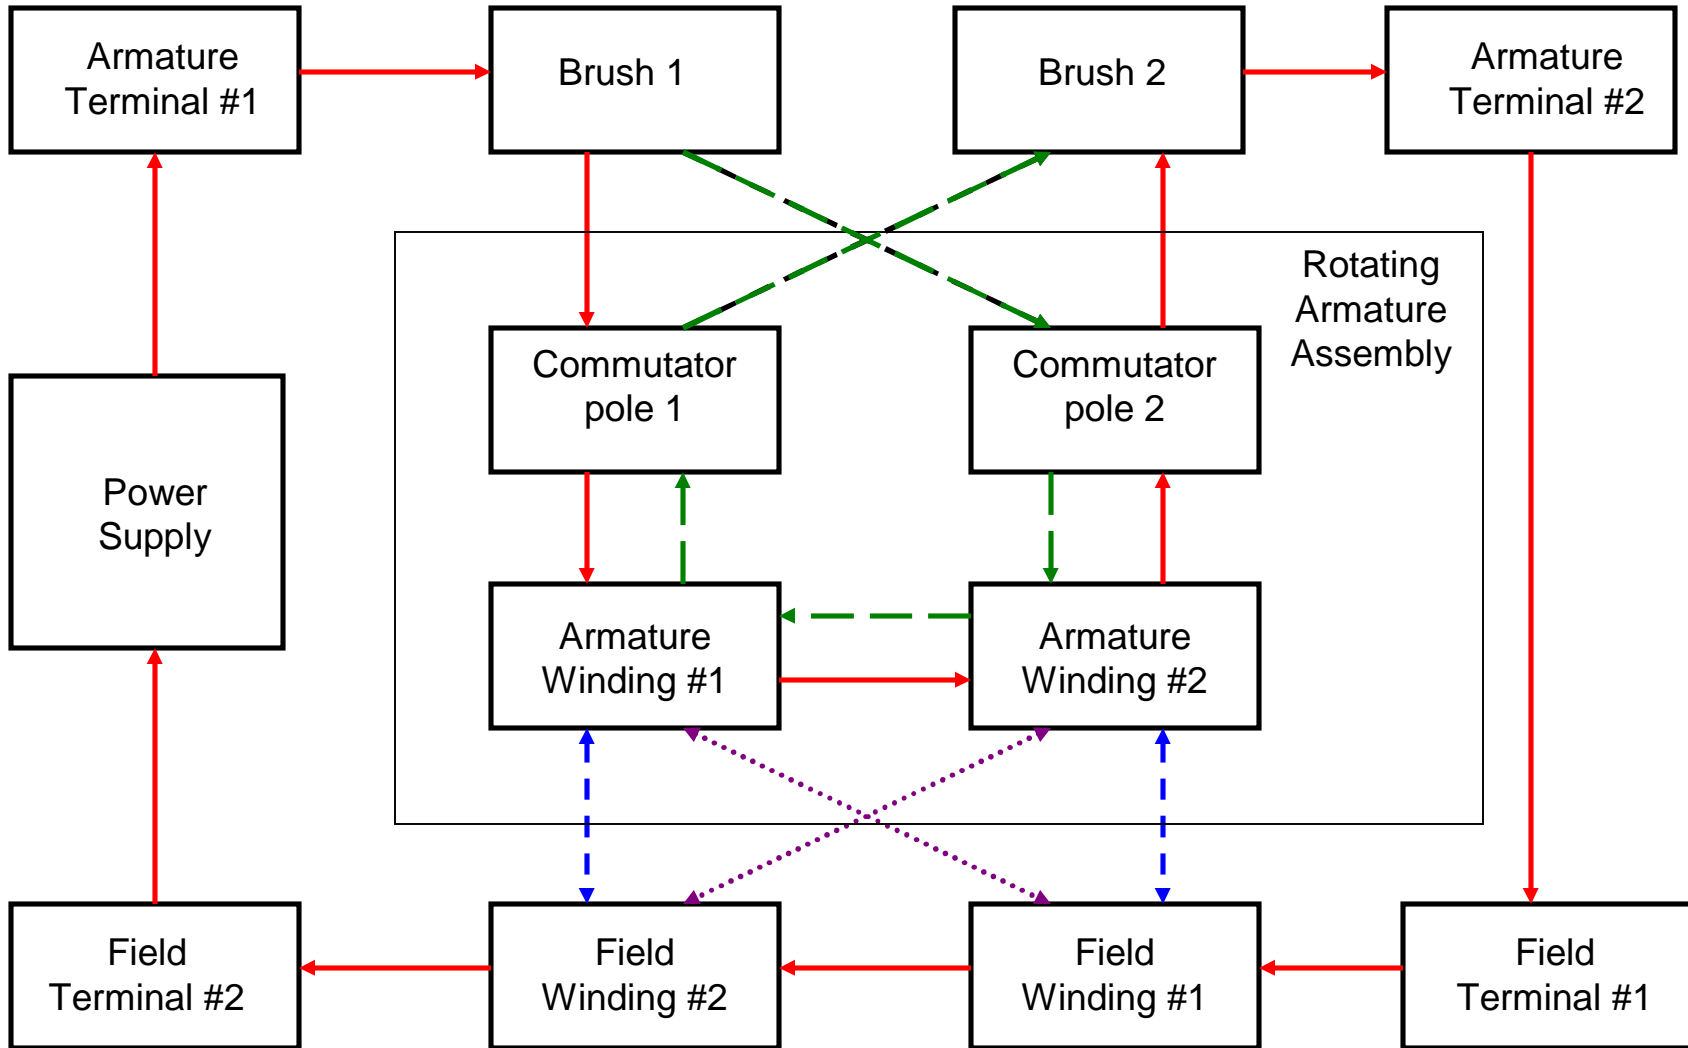 Armature
Terminal #1
Brush 1
Brush 2
Armature
Terminal #2
Rotating
Armature
Assembly
Commutator
pole 1
Commutator
pole 2
Power
Supply
Armature
Winding #1
Armature
Winding #2
Field
Terminal #2
Field
Winding #2
Field
Winding #1
Field
Terminal #1